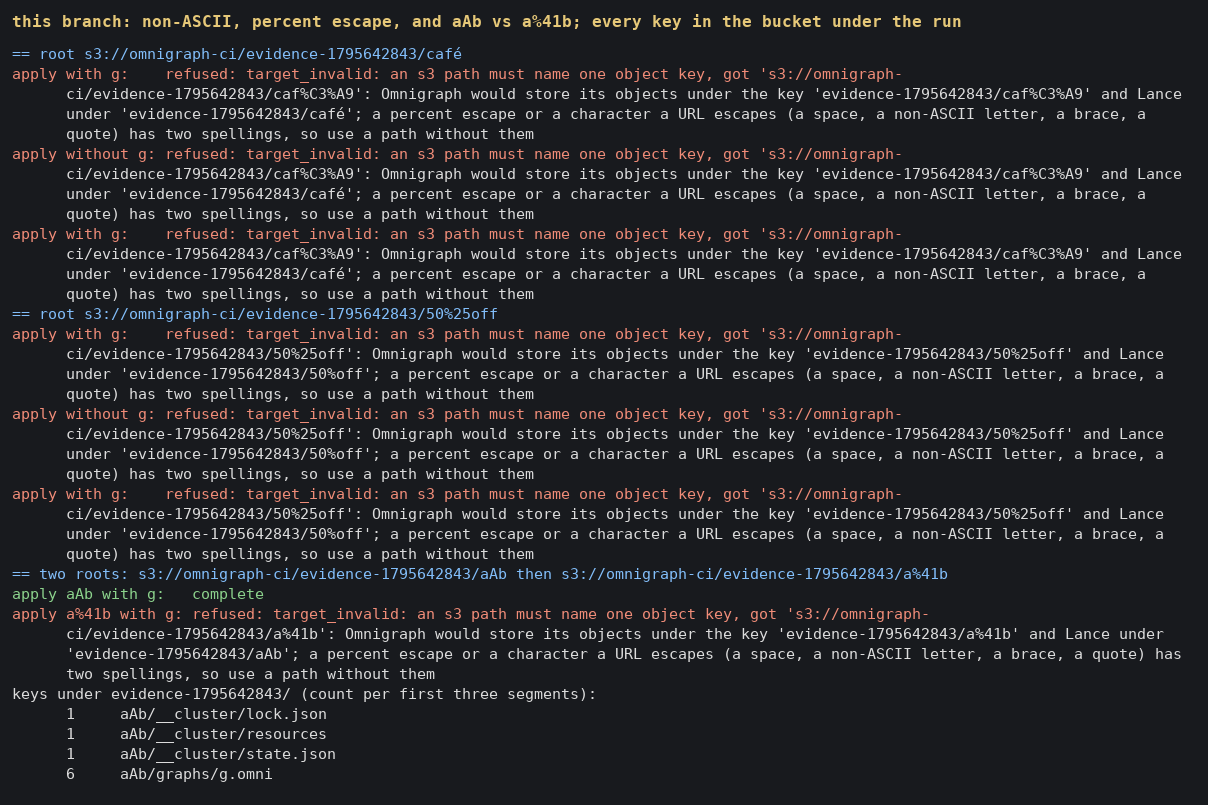 this branch: non-ASCII, percent escape, and aAb vs a%41b; every key in the bucket under the run
== root s3://omnigraph-ci/evidence-1795642843/café
apply with g:    refused: target_invalid: an s3 path must name one object key, got 's3://omnigraph-
ci/evidence-1795642843/caf%C3%A9': Omnigraph would store its objects under the key 'evidence-1795642843/caf%C3%A9' and Lance
under 'evidence-1795642843/café'; a percent escape or a character a URL escapes (a space, a non-ASCII letter, a brace, a
quote) has two spellings, so use a path without them
apply without g: refused: target_invalid: an s3 path must name one object key, got 's3://omnigraph-
ci/evidence-1795642843/caf%C3%A9': Omnigraph would store its objects under the key 'evidence-1795642843/caf%C3%A9' and Lance
under 'evidence-1795642843/café'; a percent escape or a character a URL escapes (a space, a non-ASCII letter, a brace, a
quote) has two spellings, so use a path without them
apply with g:    refused: target_invalid: an s3 path must name one object key, got 's3://omnigraph-
ci/evidence-1795642843/caf%C3%A9': Omnigraph would store its objects under the key 'evidence-1795642843/caf%C3%A9' and Lance
under 'evidence-1795642843/café'; a percent escape or a character a URL escapes (a space, a non-ASCII letter, a brace, a
quote) has two spellings, so use a path without them
== root s3://omnigraph-ci/evidence-1795642843/50%25off
apply with g:    refused: target_invalid: an s3 path must name one object key, got 's3://omnigraph-
ci/evidence-1795642843/50%25off': Omnigraph would store its objects under the key 'evidence-1795642843/50%25off' and Lance
under 'evidence-1795642843/50%off'; a percent escape or a character a URL escapes (a space, a non-ASCII letter, a brace, a
quote) has two spellings, so use a path without them
apply without g: refused: target_invalid: an s3 path must name one object key, got 's3://omnigraph-
ci/evidence-1795642843/50%25off': Omnigraph would store its objects under the key 'evidence-1795642843/50%25off' and Lance
under 'evidence-1795642843/50%off'; a percent escape or a character a URL escapes (a space, a non-ASCII letter, a brace, a
quote) has two spellings, so use a path without them
apply with g:    refused: target_invalid: an s3 path must name one object key, got 's3://omnigraph-
ci/evidence-1795642843/50%25off': Omnigraph would store its objects under the key 'evidence-1795642843/50%25off' and Lance
under 'evidence-1795642843/50%off'; a percent escape or a character a URL escapes (a space, a non-ASCII letter, a brace, a
quote) has two spellings, so use a path without them
== two roots: s3://omnigraph-ci/evidence-1795642843/aAb then s3://omnigraph-ci/evidence-1795642843/a%41b
apply aAb with g:   complete
apply a%41b with g: refused: target_invalid: an s3 path must name one object key, got 's3://omnigraph-
ci/evidence-1795642843/a%41b': Omnigraph would store its objects under the key 'evidence-1795642843/a%41b' and Lance under
'evidence-1795642843/aAb'; a percent escape or a character a URL escapes (a space, a non-ASCII letter, a brace, a quote) has
two spellings, so use a path without them
keys under evidence-1795642843/ (count per first three segments):
1     aAb/__cluster/lock.json
1     aAb/__cluster/resources
1     aAb/__cluster/state.json
6     aAb/graphs/g.omni